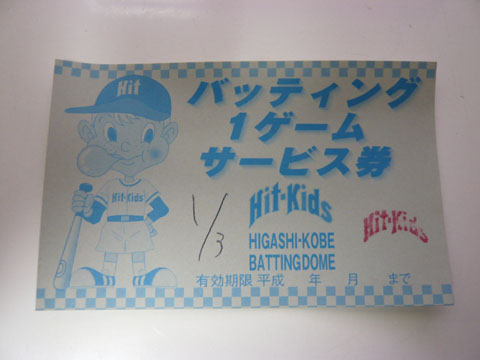 Hit
バッティング
1ゲーム
サービス券
Hit-Kids
1/3
Hit-Kids
HIGASHI-KOBE
BATTINGDOME
Hit-Kids
有効期限 平成 年 月 まで